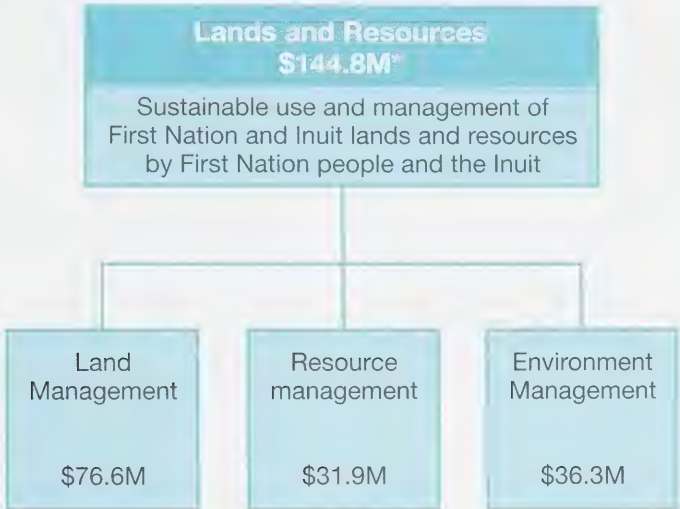 Lands and Resources
$144.8M*
Sustainable use and management of
First Nation and Inuit lands and resources
by First Nation people and the Inuit
Land
Management
$76.6M
Resource
management
$31.9M
Environment
Management
$36.3M